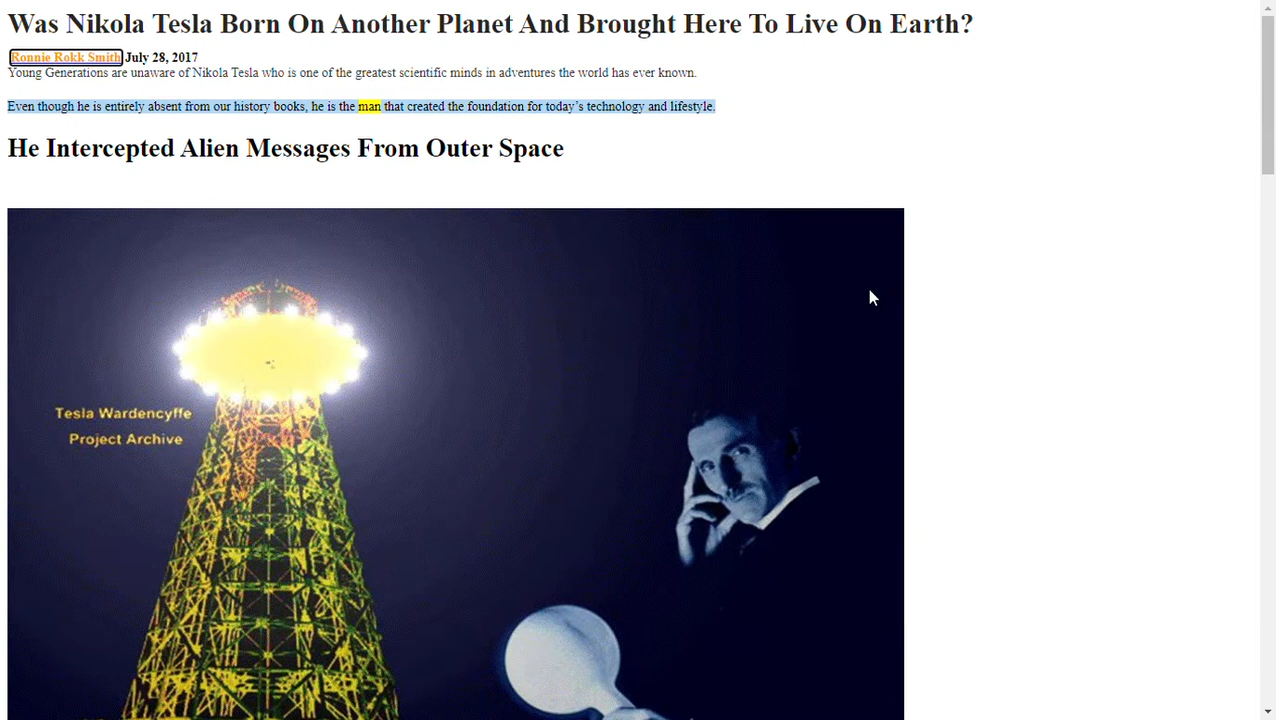 Was Nikola Tesla Born On Another Planet And Brought Here To Live On Earth?
Ronnie Rokk Smith July 28, 2017
Young Generations are unaware of Nikola Tesla who is one of the greatest scientific minds in adventures the world has ever known.
Even though he is entirely absent from our history books, he is the man that created the foundation for today’s technology and lifestyle.
He Intercepted Alien Messages From Outer Space
Tesla Wardencyffe
Project Archive